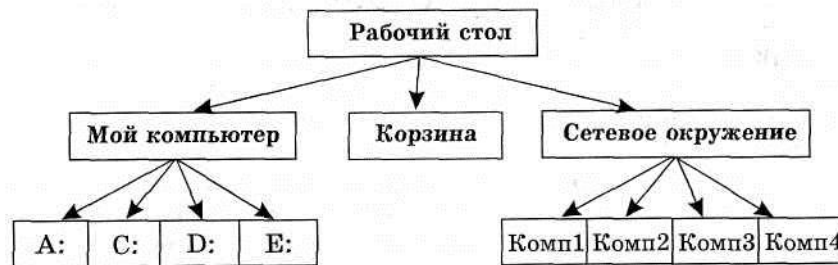 Рабочий стол
Мой компьютер
Корзина
Сетевое окружение
A: C: D: E:
Комп1 Комп2 Комп3 Комп4